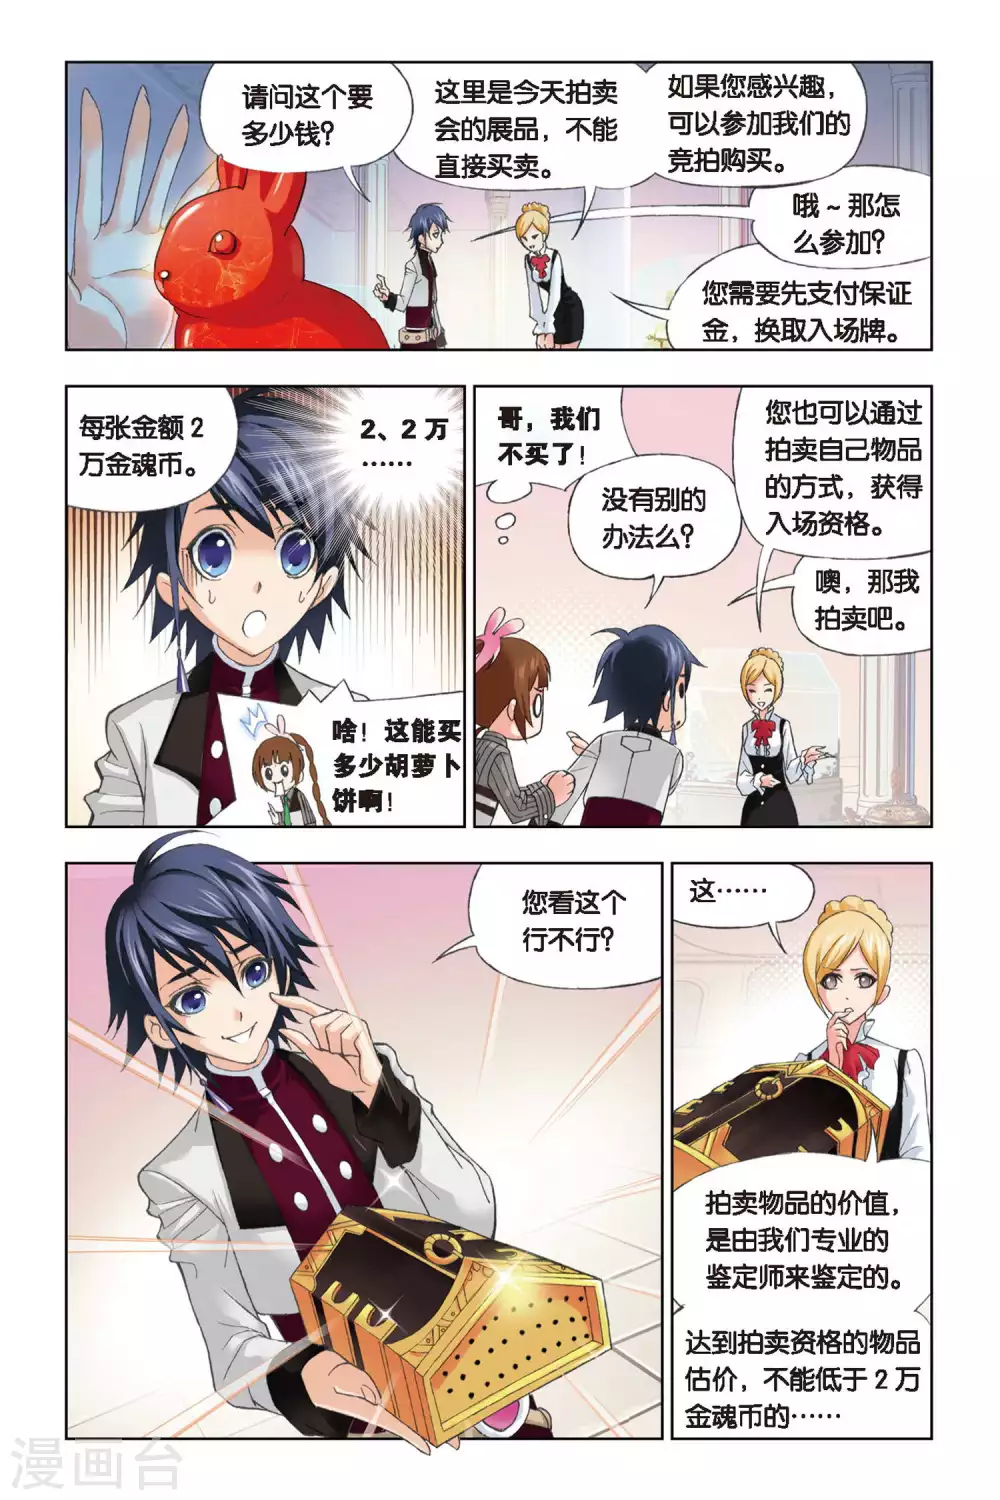 请问这个要
多少钱？
这里是今天拍卖
会的展品，不能
直接买卖。
如果您感兴趣，
可以参加我们的
竞拍购买。
哦～那怎
么参加？
您需要先支付保证
金，换取入场牌。
每张金额２
万金魂币。
２、２万
……
啥！这能买
多少胡萝卜
饼啊！
哥，我们
不买了！
没有别的
办法么？
您也可以通过
拍卖自己物品
的方式，获得
入场资格。
噢，那我
拍卖吧。
您看这个
行不行？
这……
拍卖物品的价值，
是由我们专业的
鉴定师来鉴定的。
达到拍卖资格的物品
估价，不能低于２万
金魂币的……
漫画台